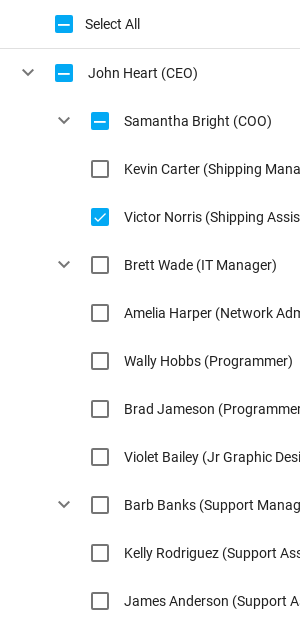 Select All
John Heart (CEO)
Samantha Bright (COO)
Kevin Carter (Shipping Mana
Victor Norris (Shipping Assis
Brett Wade (IT Manager)
Amelia Harper (Network Adm
Wally Hobbs (Programmer)
Brad Jameson (Programmer
Violet Bailey (Jr Graphic Desi
Barb Banks (Support Manag
Kelly Rodriguez (Support Ass
James Anderson (Support A